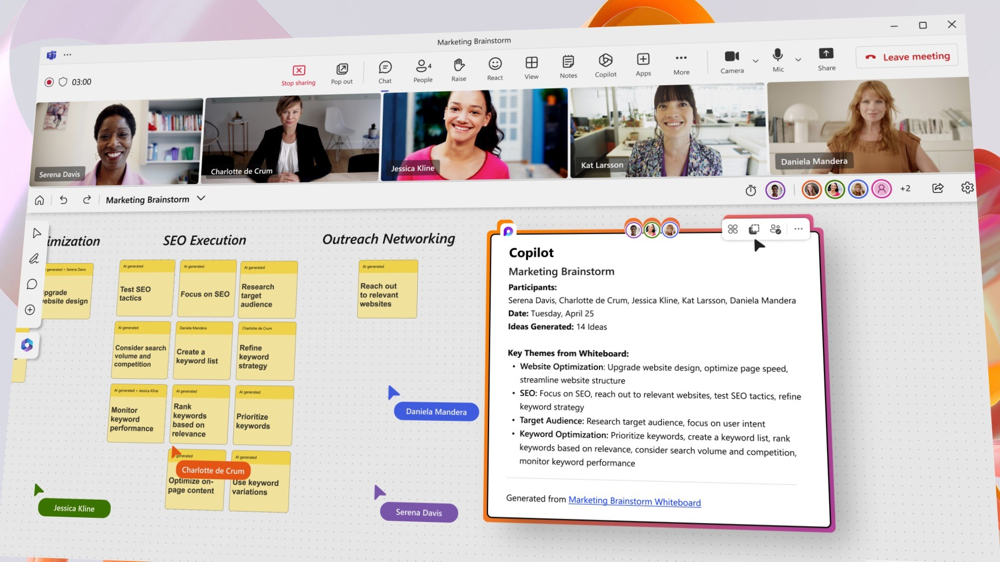 Marketing Brainstorm
03:00
Stop sharing
Pop out
Chat
People
4
Raise
React
View
Notes
Copilot
Apps
More
Camera
Mic
Share
Leave meeting
Serena Davis
Charlotte de Crum
Jessica Kline
Kat Larsson
Daniela Mandera
Marketing Brainstorm
+2
imization
SEO Execution
Outreach Networking
generated + Serena Davis
pgrade
ebsite design
AI generated
Test SEO
tactics
AI generated
Focus on SEO
AI generated
Research
target
audience
AI generated
Reach out
to relevant
websites
AI generated
Consider search
volume and
competition
Daniela Mandera
Create a
keyword list
Charlotte de Crum
Refine
keyword
strategy
AI generated + Jessica Kline
Monitor
keyword
performance
AI generated
Rank
keywords
based on
relevance
AI generated
Prioritize
keywords
generated
Optimize on-
page content
AI generated
Use keyword
variations
Daniela Mandera
Charlotte de Crum
Jessica Kline
Serena Davis
Copilot
Marketing Brainstorm
Participants:
Serena Davis, Charlotte de Crum, Jessica Kline, Kat Larsson, Daniela Mandera
Date: Tuesday, April 25
Ideas Generated: 14 Ideas
Key Themes from Whiteboard:
• Website Optimization: Upgrade website design, optimize page speed,
streamline website structure
• SEO: Focus on SEO, reach out to relevant websites, test SEO tactics, refine
keyword strategy
• Target Audience: Research target audience, focus on user intent
• Keyword Optimization: Prioritize keywords, create a keyword list, rank
keywords based on relevance, consider search volume and competition,
monitor keyword performance
Generated from Marketing Brainstorm Whiteboard